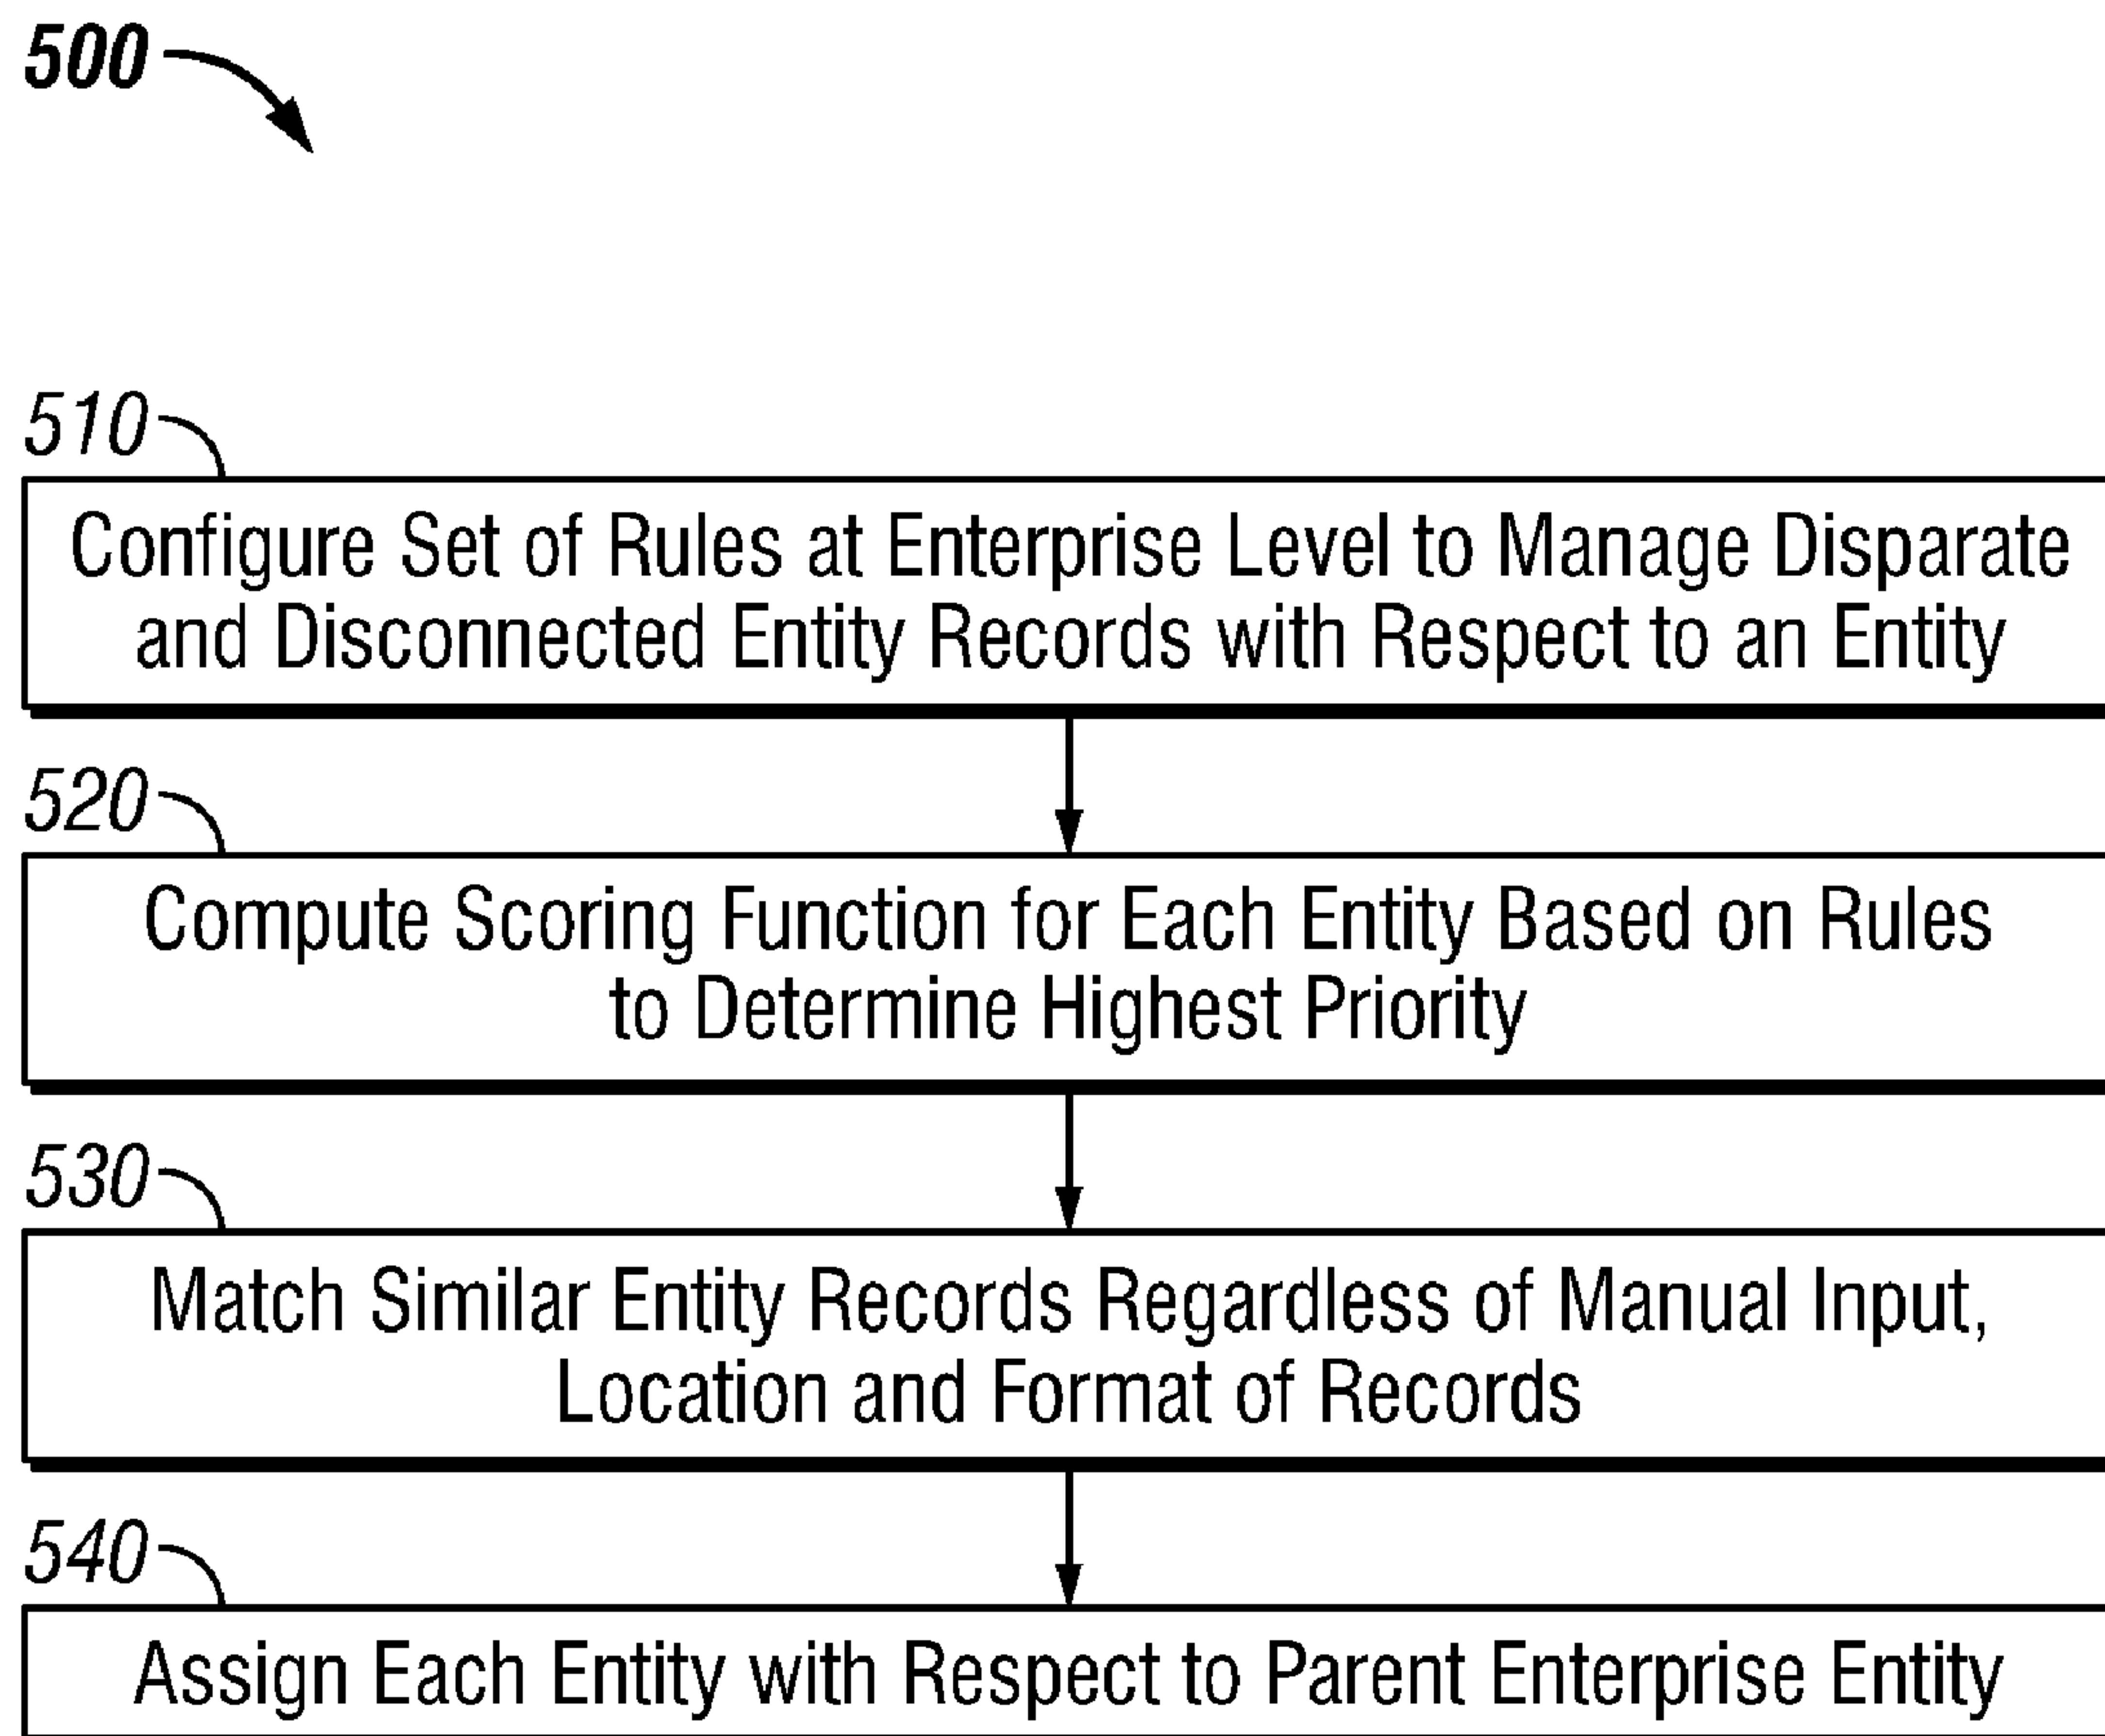 500
510
Configure Set of Rules at Enterprise Level to Manage Disparate
and Disconnected Entity Records with Respect to an Entity
520
Compute Scoring Function for Each Entity Based on Rules
to Determine Highest Priority
530
Match Similar Entity Records Regardless of Manual Input,
Location and Format of Records
540
Assign Each Entity with Respect to Parent Enterprise Entity